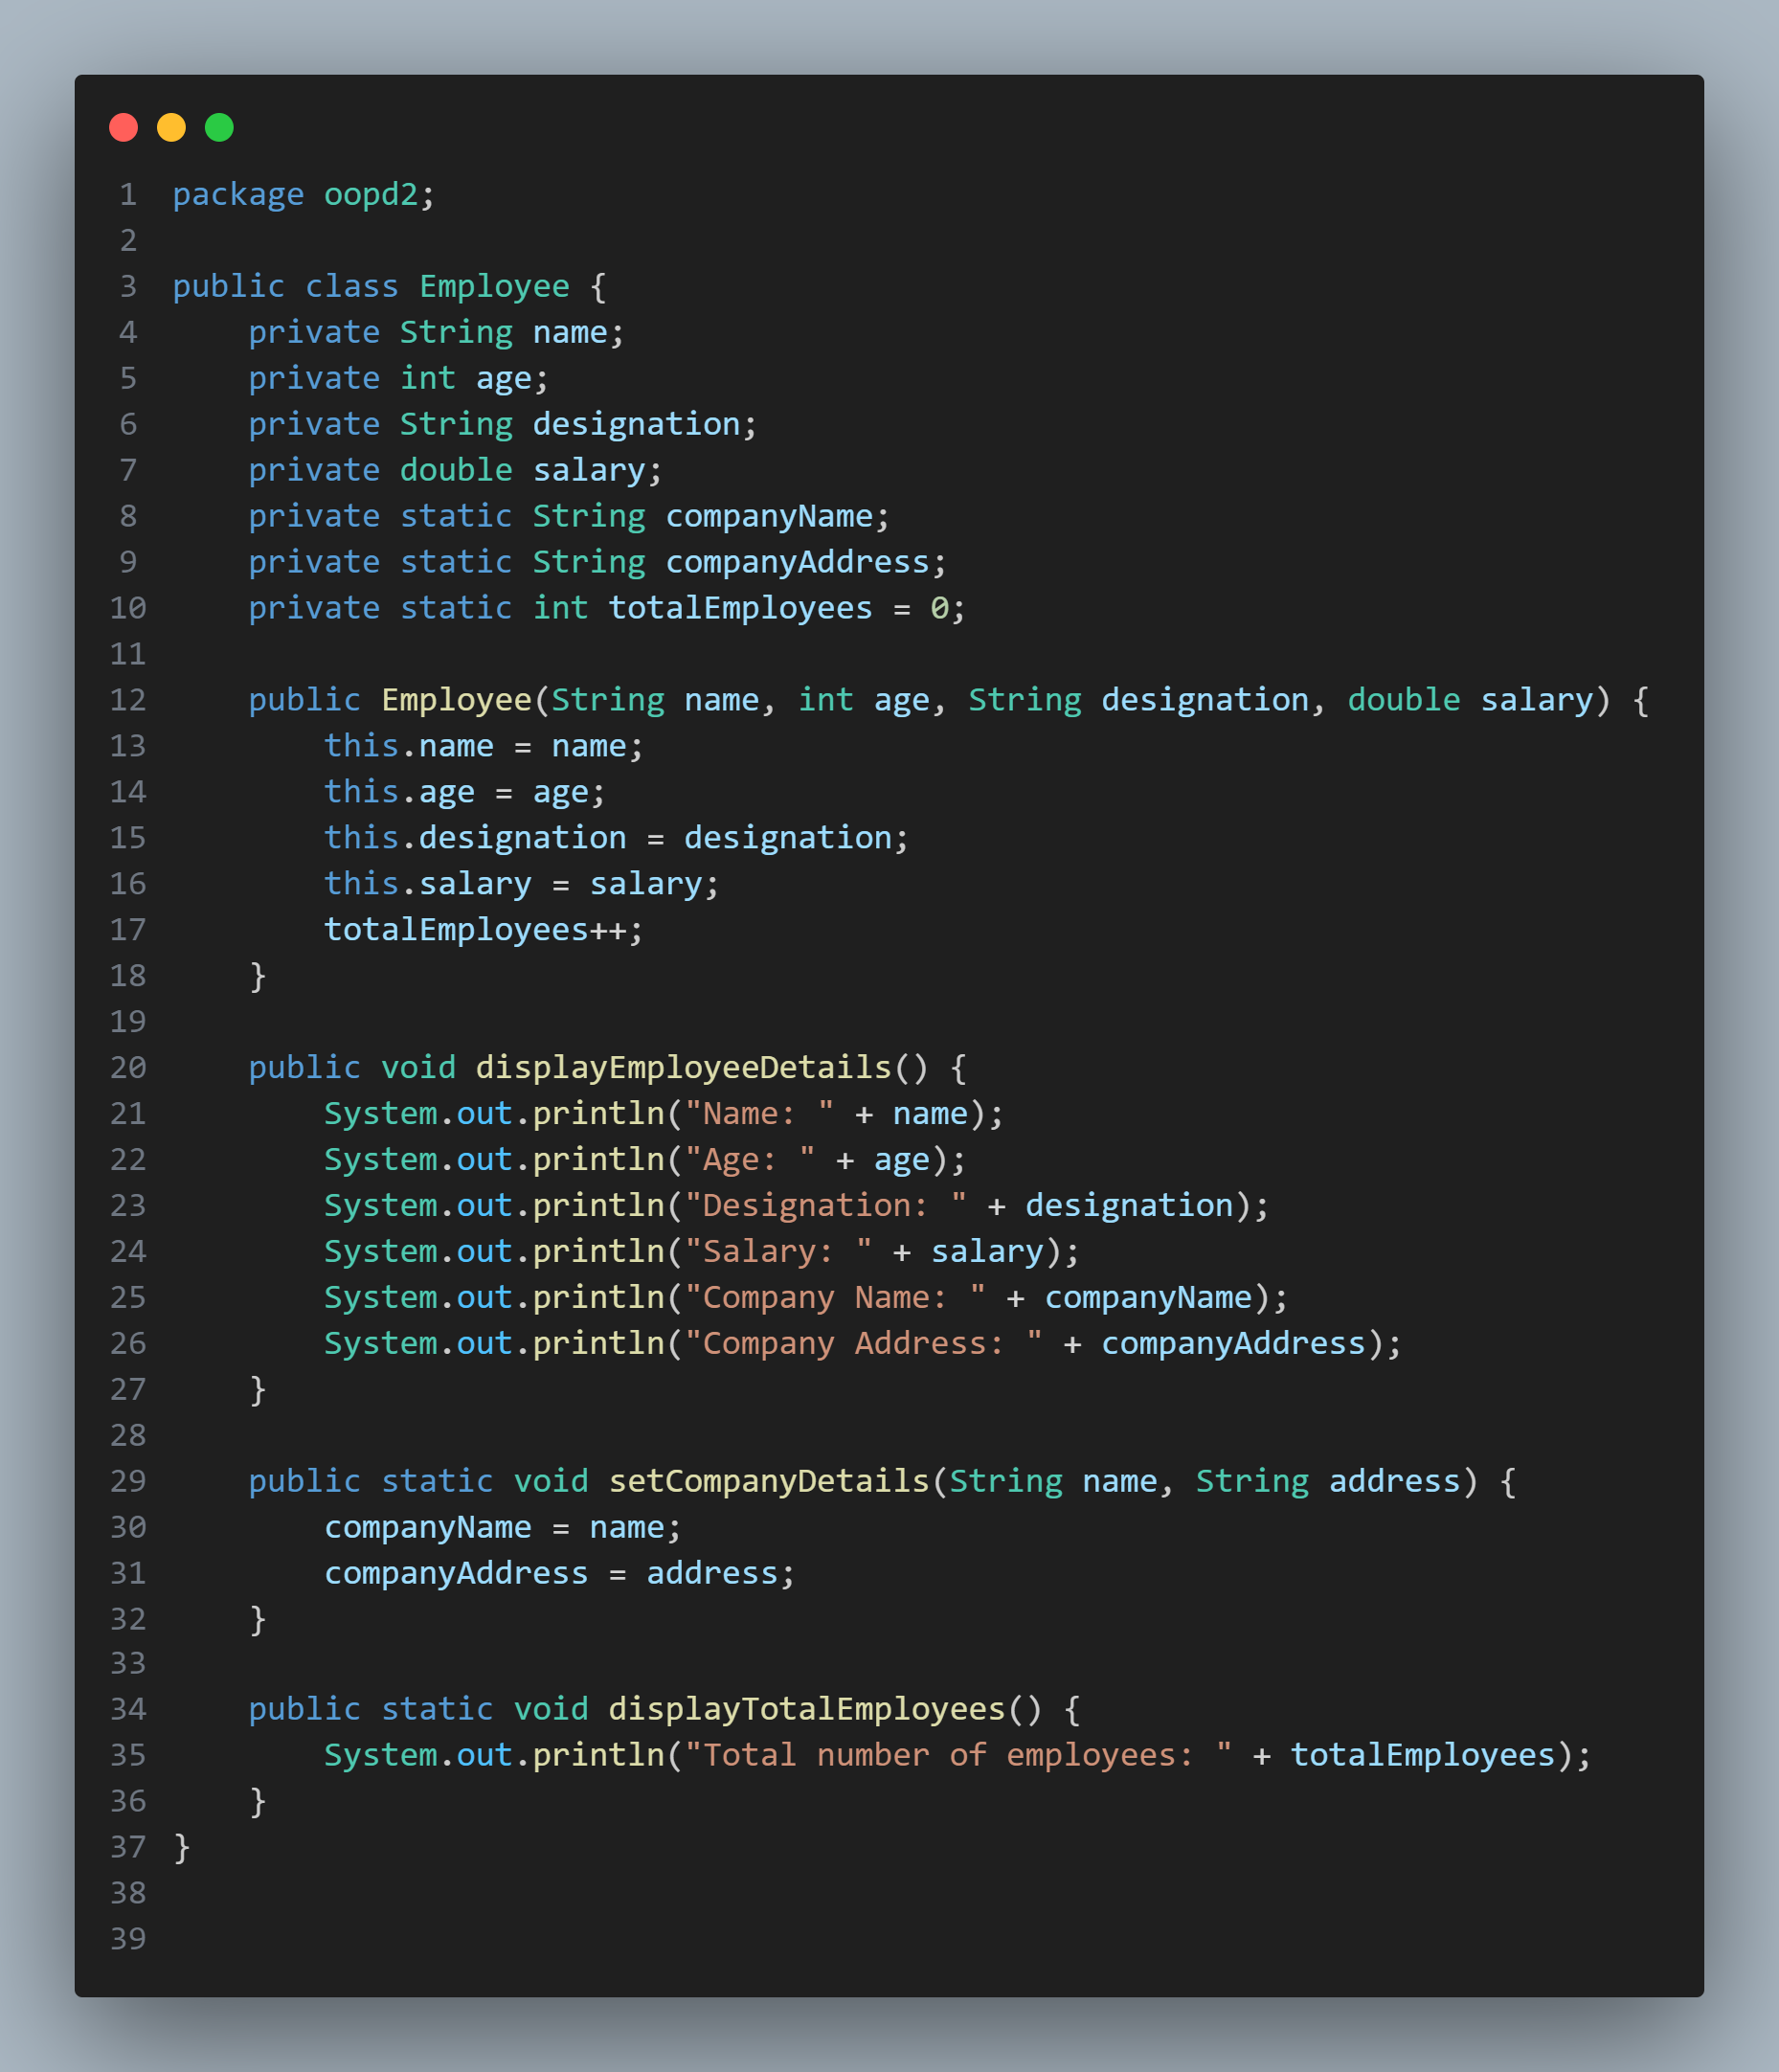 1 package oopd2;
2
3 public class Employee {
4     private String name;
5     private int age;
6     private String designation;
7     private double salary;
8     private static String companyName;
9     private static String companyAddress;
10     private static int totalEmployees = 0;
11
12     public Employee(String name, int age, String designation, double salary) {
13         this.name = name;
14         this.age = age;
15         this.designation = designation;
16         this.salary = salary;
17         totalEmployees++;
18     }
19
20     public void displayEmployeeDetails() {
21         System.out.println("Name: " + name);
22         System.out.println("Age: " + age);
23         System.out.println("Designation: " + designation);
24         System.out.println("Salary: " + salary);
25         System.out.println("Company Name: " + companyName);
26         System.out.println("Company Address: " + companyAddress);
27     }
28
29     public static void setCompanyDetails(String name, String address) {
30         companyName = name;
31         companyAddress = address;
32     }
33
34     public static void displayTotalEmployees() {
35         System.out.println("Total number of employees: " + totalEmployees);
36     }
37 }
38
39